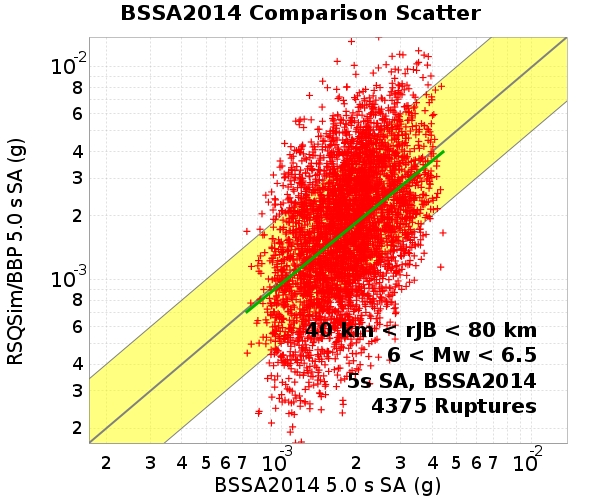 BSSA2014 Comparison Scatter
RSQSim/BBP 5.0 s SA (g)
10⁻²
8
6
4
3
2
10⁻³
8
6
4
3
2
40 km < rJB < 80 km
6 < Mw < 6.5
5s SA, BSSA2014
4375 Ruptures
2 3 4 5 6 7 10⁻³ 2 3 4 5 6 7 10⁻²
BSSA2014 5.0 s SA (g)